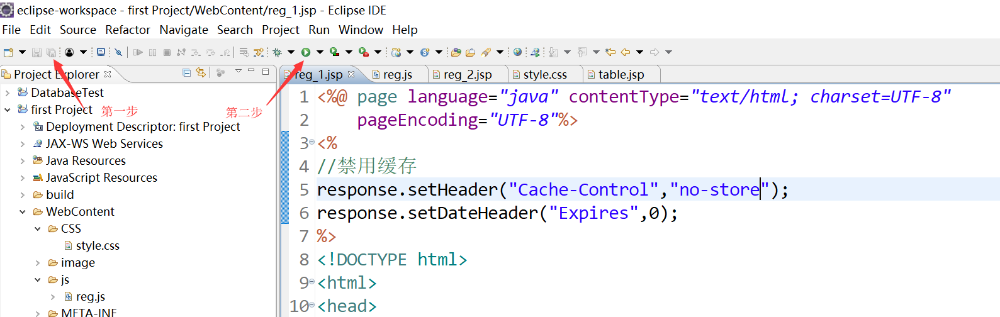 eclipse-workspace - first Project/WebContent/reg_1.jsp - Eclipse IDE
File Edit Source Refactor Navigate Search Project Run Window Help
Project Explorer
reg_1.jsp reg.js reg_2.jsp style.css table.jsp
DatabaseTest
first Project
第一步
第二步
Deployment Descriptor: first Project
JAX-WS Web Services
Java Resources
JavaScript Resources
build
WebContent
CSS
style.css
image
js
reg.js
META-INF
1 <%@ page language="java" contentType="text/html; charset=UTF-8"
2 pageEncoding="UTF-8"%>
3 <%
4 //禁用缓存
5 response.setHeader("Cache-Control","no-store");
6 response.setDateHeader("Expires",0);
7 %>
8 <!DOCTYPE html>
9 <html>
10 <head>